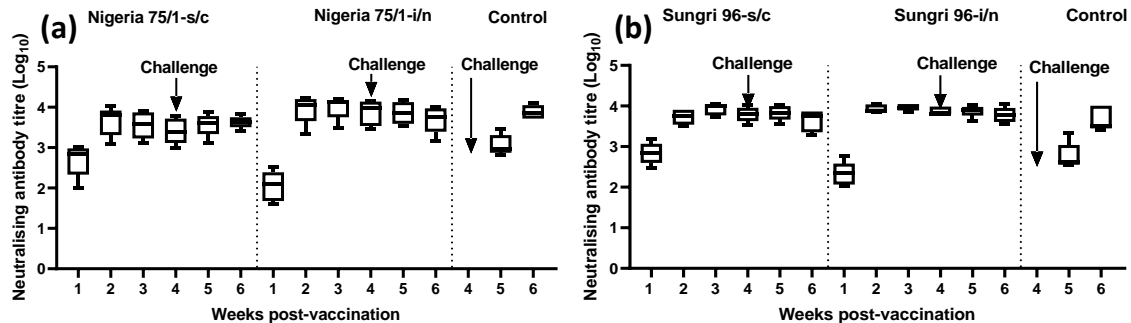 (a)
Nigeria 75/1-s/c Nigeria 75/1-i/n Control
Neutralising antibody titre (Log10)
Challenge Challenge Challenge
5
4
3
2
1
0
1 2 3 4 5 6 1 2 3 4 5 6 4 5 6
Weeks post-vaccination
(b)
Sungri 96-s/c Sungri 96-i/n Control
Neutralising antibody titre (Log10)
Challenge Challenge Challenge
5
4
3
2
1
0
1 2 3 4 5 6 1 2 3 4 5 6 4 5 6
Weeks post-vaccination